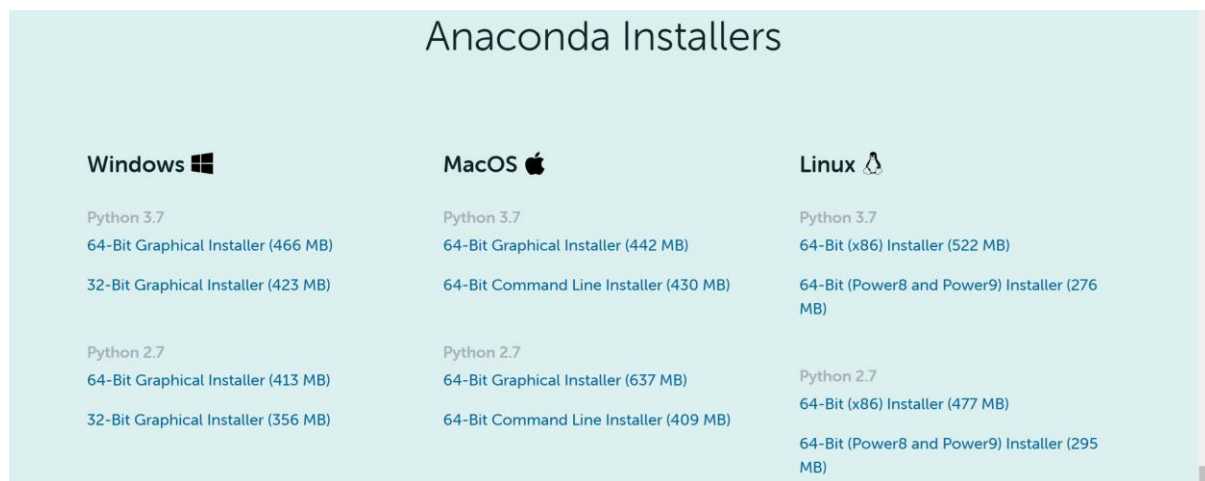 Anaconda Installers
Windows
Python 3.7
64-Bit Graphical Installer (466 MB)
32-Bit Graphical Installer (423 MB)
Python 2.7
64-Bit Graphical Installer (413 MB)
32-Bit Graphical Installer (356 MB)
MacOS
Python 3.7
64-Bit Graphical Installer (442 MB)
64-Bit Command Line Installer (430 MB)
Python 2.7
64-Bit Graphical Installer (637 MB)
64-Bit Command Line Installer (409 MB)
Linux
Python 3.7
64-Bit (x86) Installer (522 MB)
64-Bit (Power8 and Power9) Installer (276
MB)
Python 2.7
64-Bit (x86) Installer (477 MB)
64-Bit (Power8 and Power9) Installer (295
MB)